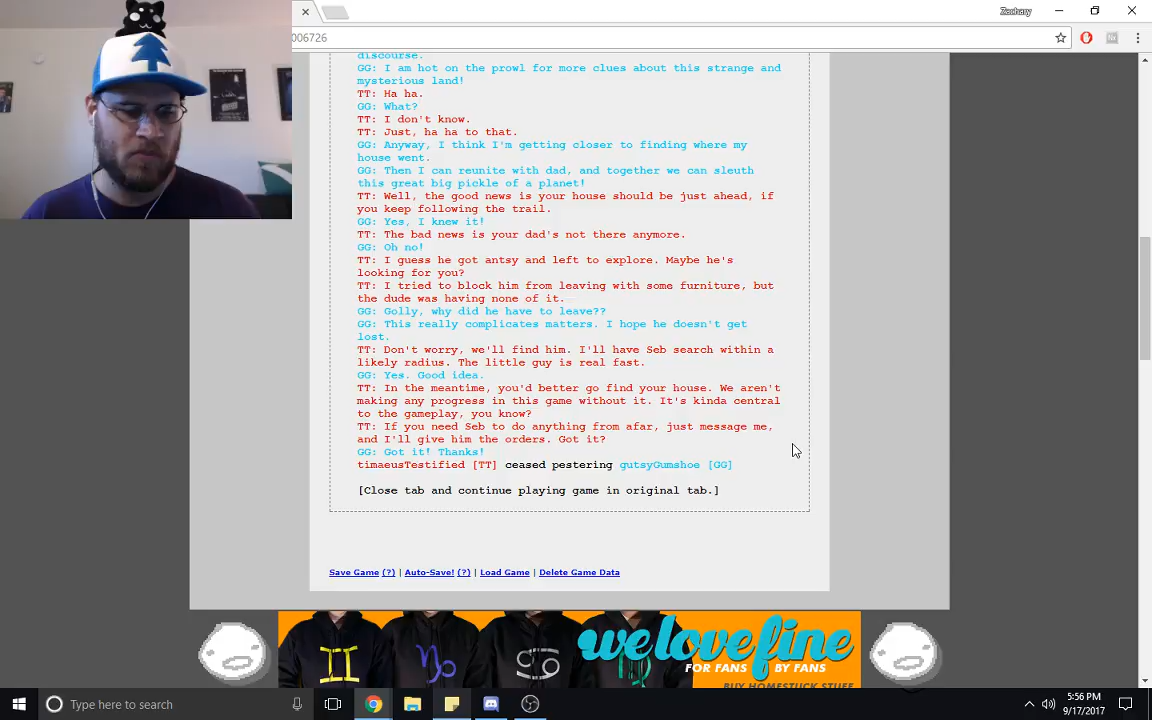 Zachary
006726
discourse.
GG: I am hot on the prowl for more clues about this strange and
mysterious land!
TT: Ha ha.
GG: What?
TT: I don't know.
TT: Just, ha ha to that.
GG: Anyway, I think I'm getting closer to finding where my
house went.
GG: Then I can reunite with dad, and together we can sleuth
this great big pickle of a planet!
TT: Well, the good news is your house should be just ahead, if
you keep following the trail.
GG: Yes, I knew it!
TT: The bad news is your dad's not there anymore.
GG: Oh no!
TT: I guess he got antsy and left to explore. Maybe he's
looking for you?
TT: I tried to block him from leaving with some furniture, but
the dude was having none of it.
GG: Golly, why did he have to leave??
GG: This really complicates matters. I hope he doesn't get
lost.
TT: Don't worry, we'll find him. I'll have Seb search within a
likely radius. The little guy is real fast.
GG: Yes. Good idea.
TT: In the meantime, you'd better go find your house. We aren't
making any progress in this game without it. It's kinda central
to the gameplay, you know?
TT: If you need Seb to do anything from afar, just message me,
and I'll give him the orders. Got it?
GG: Got it! Thanks!
timaeusTestified [TT] ceased pestering gutsyGumshoe [GG]
[Close tab and continue playing game in original tab.]
Save Game (?) | Auto-Save! (?) | Load Game | Delete Game Data
welovefine
FOR FANS BY FANS
BUY HOMESTUCK STUFF
Type here to search
5:56 PM
9/17/2017